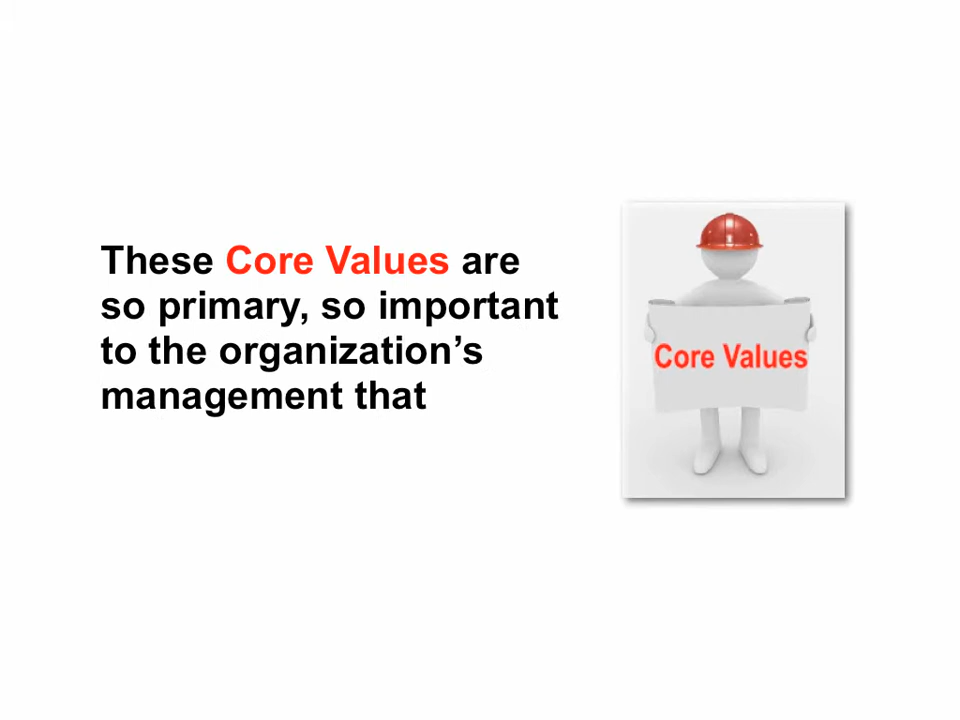 These Core Values are
so primary, so important
to the organization’s
management that
Core Values